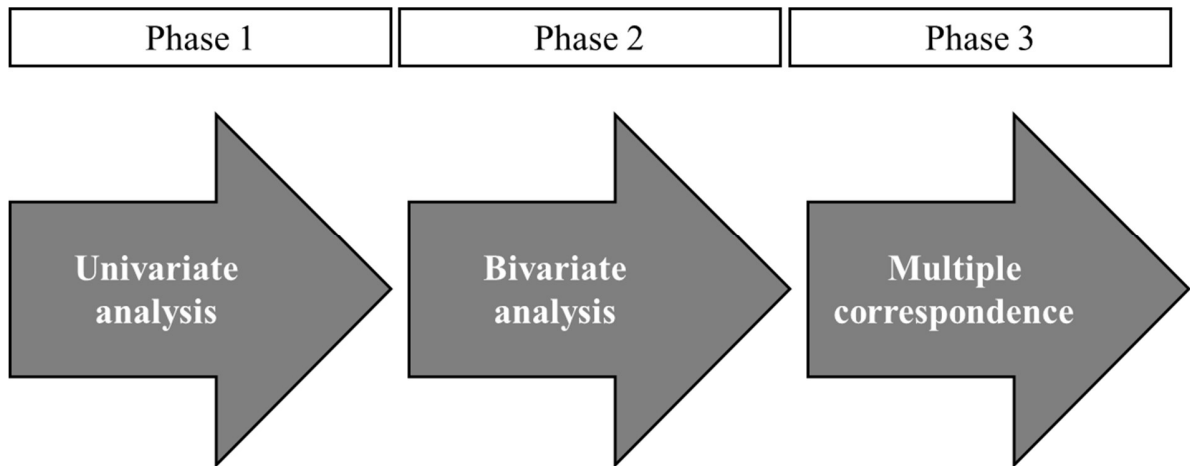 Phase 1
Phase 2
Phase 3
Univariate
analysis
Bivariate
analysis
Multiple
correspondence